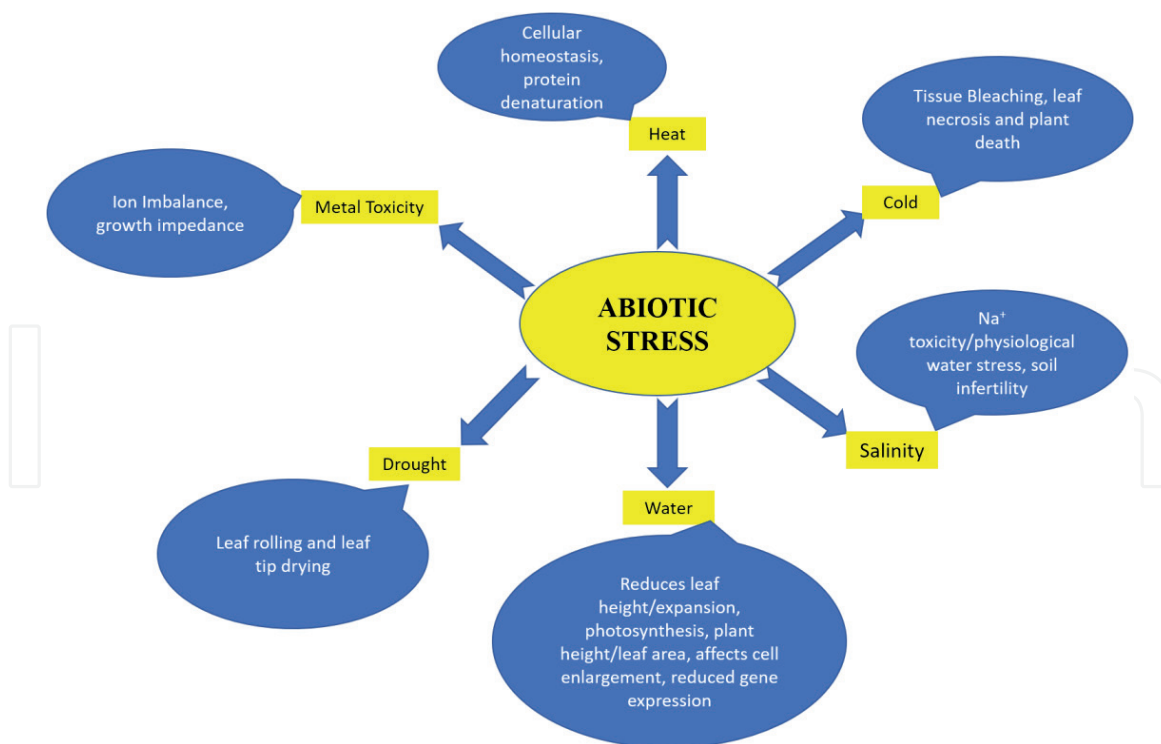 Cellular
homeostasis,
protein
denaturation
Heat
Tissue Bleaching, leaf
necrosis and plant
death
Cold
Ion Imbalance,
growth impedance
Metal Toxicity
ABIOTIC
STRESS
Na⁺
toxicity/physiological
water stress, soil
infertility
Salinity
Drought
Leaf rolling and leaf
tip drying
Water
Reduces leaf
height/expansion,
photosynthesis, plant
height/leaf area, affects cell
enlargement, reduced gene
expression